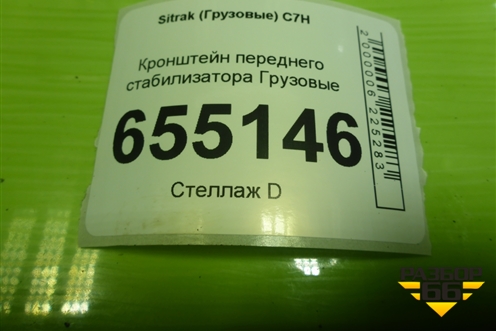 Sitrak (Грузовые) C7H
Кронштейн переднего
стабилизатора Грузовые
655146
Стеллаж D
2000006225283
РАЗБОР
66